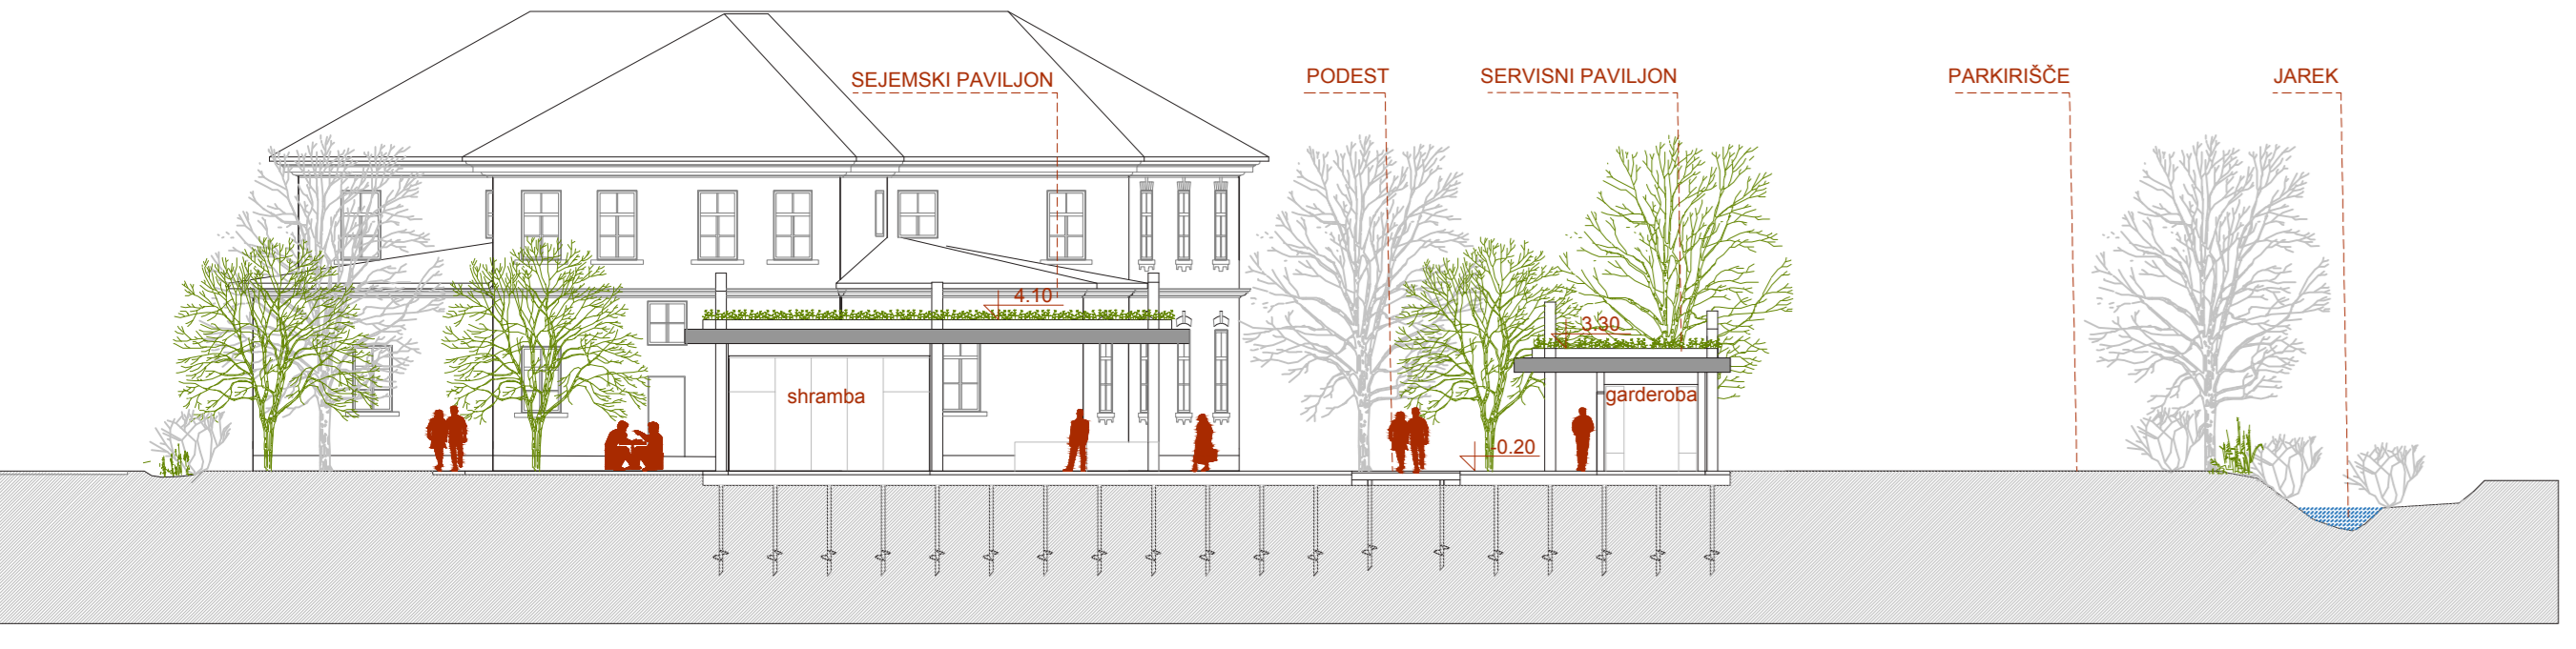 SEJEMSKI PAVILJON
PODEST
SERVISNI PAVILJON
PARKIRIŠČE
JAREK
4.10
3.30
shramba
garderoba
-0.20